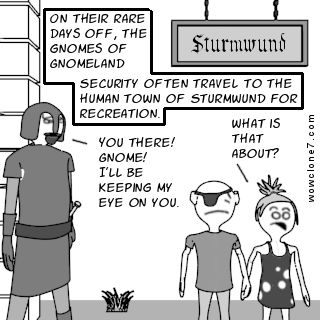 ON THEIR RARE
DAYS OFF, THE
GNOMES OF
GNOMELAND
SECURITY OFTEN TRAVEL TO THE
HUMAN TOWN OF STURMWUND FOR
RECREATION.
Sturmwund
YOU THERE!
GNOME!
I'LL BE
KEEPING MY
EYE ON YOU.
WHAT IS
THAT
ABOUT?
wowclone7.com